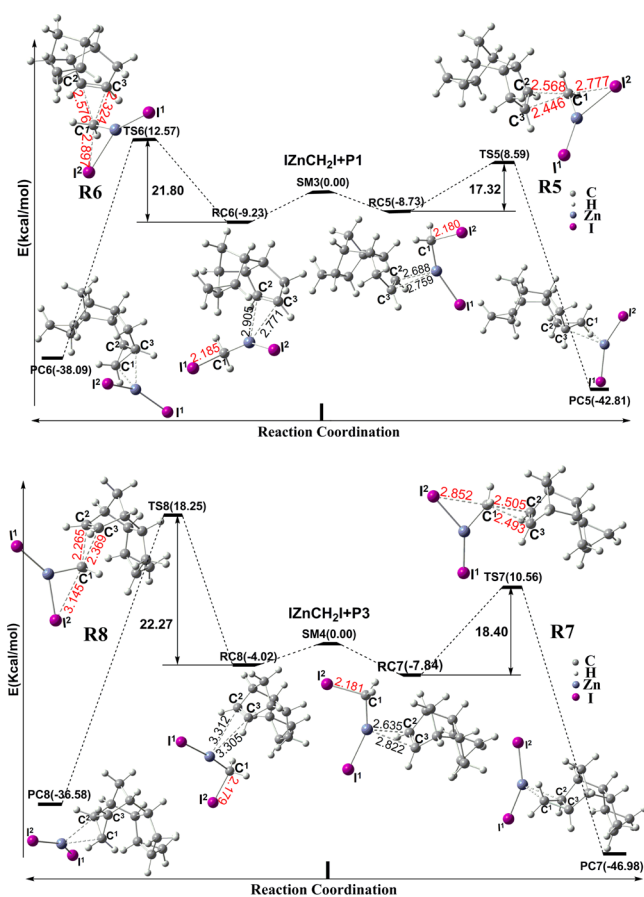 C²
C³
2.576
2.324
C¹
I¹
2.897
I²
TS6(12.57)
R6
21.80
IZnCH₂I+P1
SM3(0.00)
RC6(-9.23)
RC5(-8.73)
C²
2.568
2.777
I²
C¹
C³
2.446
I¹
TS5(8.59)
R5
17.32
C
H
Zn
I
E(kcal/mol)
C¹
2.180
I²
C²
2.688
C³
2.759
I¹
C²
C³
2.905
2.771
2.185
I¹
C¹
I²
C²
C³
C¹
I²
I¹
PC6(-38.09)
C¹
C²
C³
I²
I¹
PC5(-42.81)
Reaction Coordination
TS8(18.25)
C²
C³
I¹
2.265
2.369
C¹
3.145
I²
R8
22.27
IZnCH₂I+P3
SM4(0.00)
RC8(-4.02)
RC7(-7.84)
I²
2.852
2.505
C²
C¹
2.493
C³
I¹
TS7(10.56)
R7
18.40
C
H
Zn
I
E(Kcal/mol)
C²
C³
3.312
3.305
I¹
C¹
2.179
I²
I²
2.181
C¹
2.635
C²
C³
2.822
I¹
PC8(-36.58)
C²
C³
C¹
I²
I¹
I²
C²
C¹
C³
I¹
PC7(-46.98)
Reaction Coordination